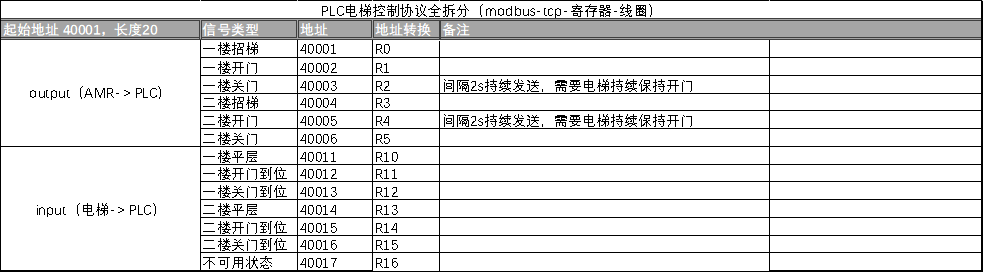 PLC电梯控制协议全拆分（modbus-tcp-寄存器-线圈）
起始地址 40001，长度20 信号类型 地址 地址转换 备注
output（AMR->PLC）
一楼招梯 40001 R0
一楼开门 40002 R1
一楼关门 40003 R2 间隔2s持续发送，需要电梯持续保持开门
二楼招梯 40004 R3
二楼开门 40005 R4 间隔2s持续发送，需要电梯持续保持开门
二楼关门 40006 R5
input（电梯->PLC）
一楼平层 40011 R10
一楼开门到位 40012 R11
一楼关门到位 40013 R12
二楼平层 40014 R13
二楼开门到位 40015 R14
二楼关门到位 40016 R15
不可用状态 40017 R16